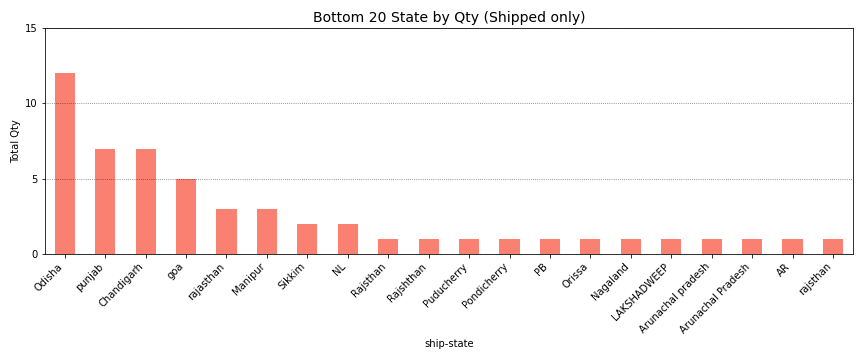 Bottom 20 State by Qty (Shipped only)
Total Qty
15
10
5
0
Odisha
punjab
Chandigarh
goa
rajasthan
Manipur
Sikkim
NL
Rajsthan
Rajshthan
Puducherry
Pondicherry
PB
Orissa
Nagaland
LAKSHADWEEP
Arunachal pradesh
Arunachal Pradesh
AR
rajsthan
ship-state